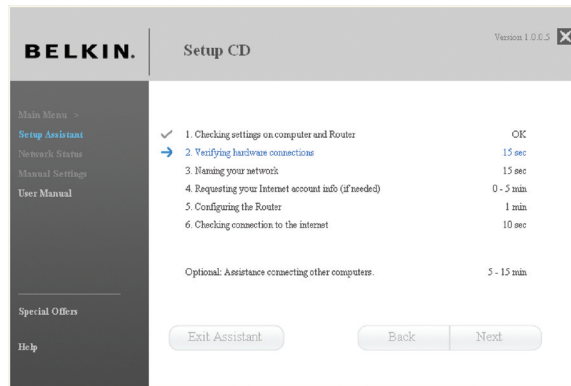 BELKIN.
Setup CD
Version 1.0.0.5
Main Menu >
Setup Assistant
Network Status
Manual Settings
User Manual
Special Offers
Help
1. Checking settings on computer and Router OK
2. Verifying hardware connections 15 sec
3. Naming your network 15 sec
4. Requesting your Internet account info (if needed) 0 - 5 min
5. Configuring the Router 1 min
6. Checking connection to the internet 10 sec
Optional: Assistance connecting other computers. 5 - 15 min
Exit Assistant
Back
Next